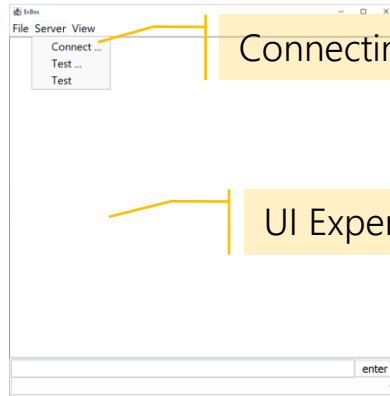 ExBox
File Server View
Connect ...
Test ...
Test
Connectin
UI Exper
enter